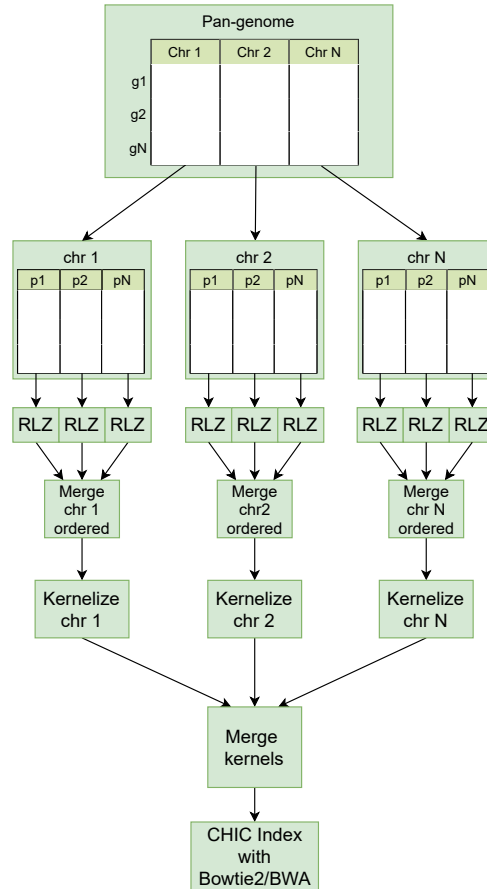 Pan-genome
Chr 1 Chr 2 Chr N
g1
g2
gN
chr 1 chr 2 chr N
p1 p2 pN p1 p2 pN p1 p2 pN
RLZ RLZ RLZ RLZ RLZ RLZ RLZ RLZ RLZ
Merge
chr 1
ordered
Merge
chr2
ordered
Merge
chr N
ordered
Kernelize
chr 1
Kernelize
chr 2
Kernelize
chr N
Merge
kernels
CHIC Index
with
Bowtie2/BWA